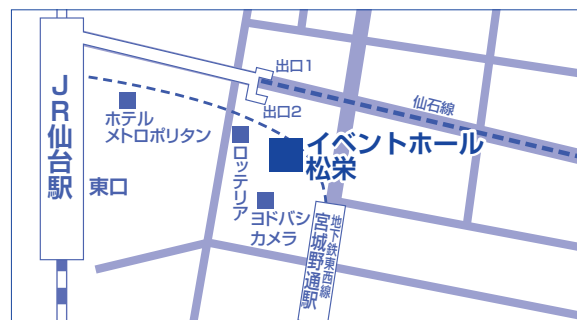 JR仙台駅
東口
ホテル
メトロポリタン
出口1
出口2
仙石線
ロッテリア
イベントホール
松栄
ヨドバシ
カメラ
地下鉄東西線
宮城野通駅